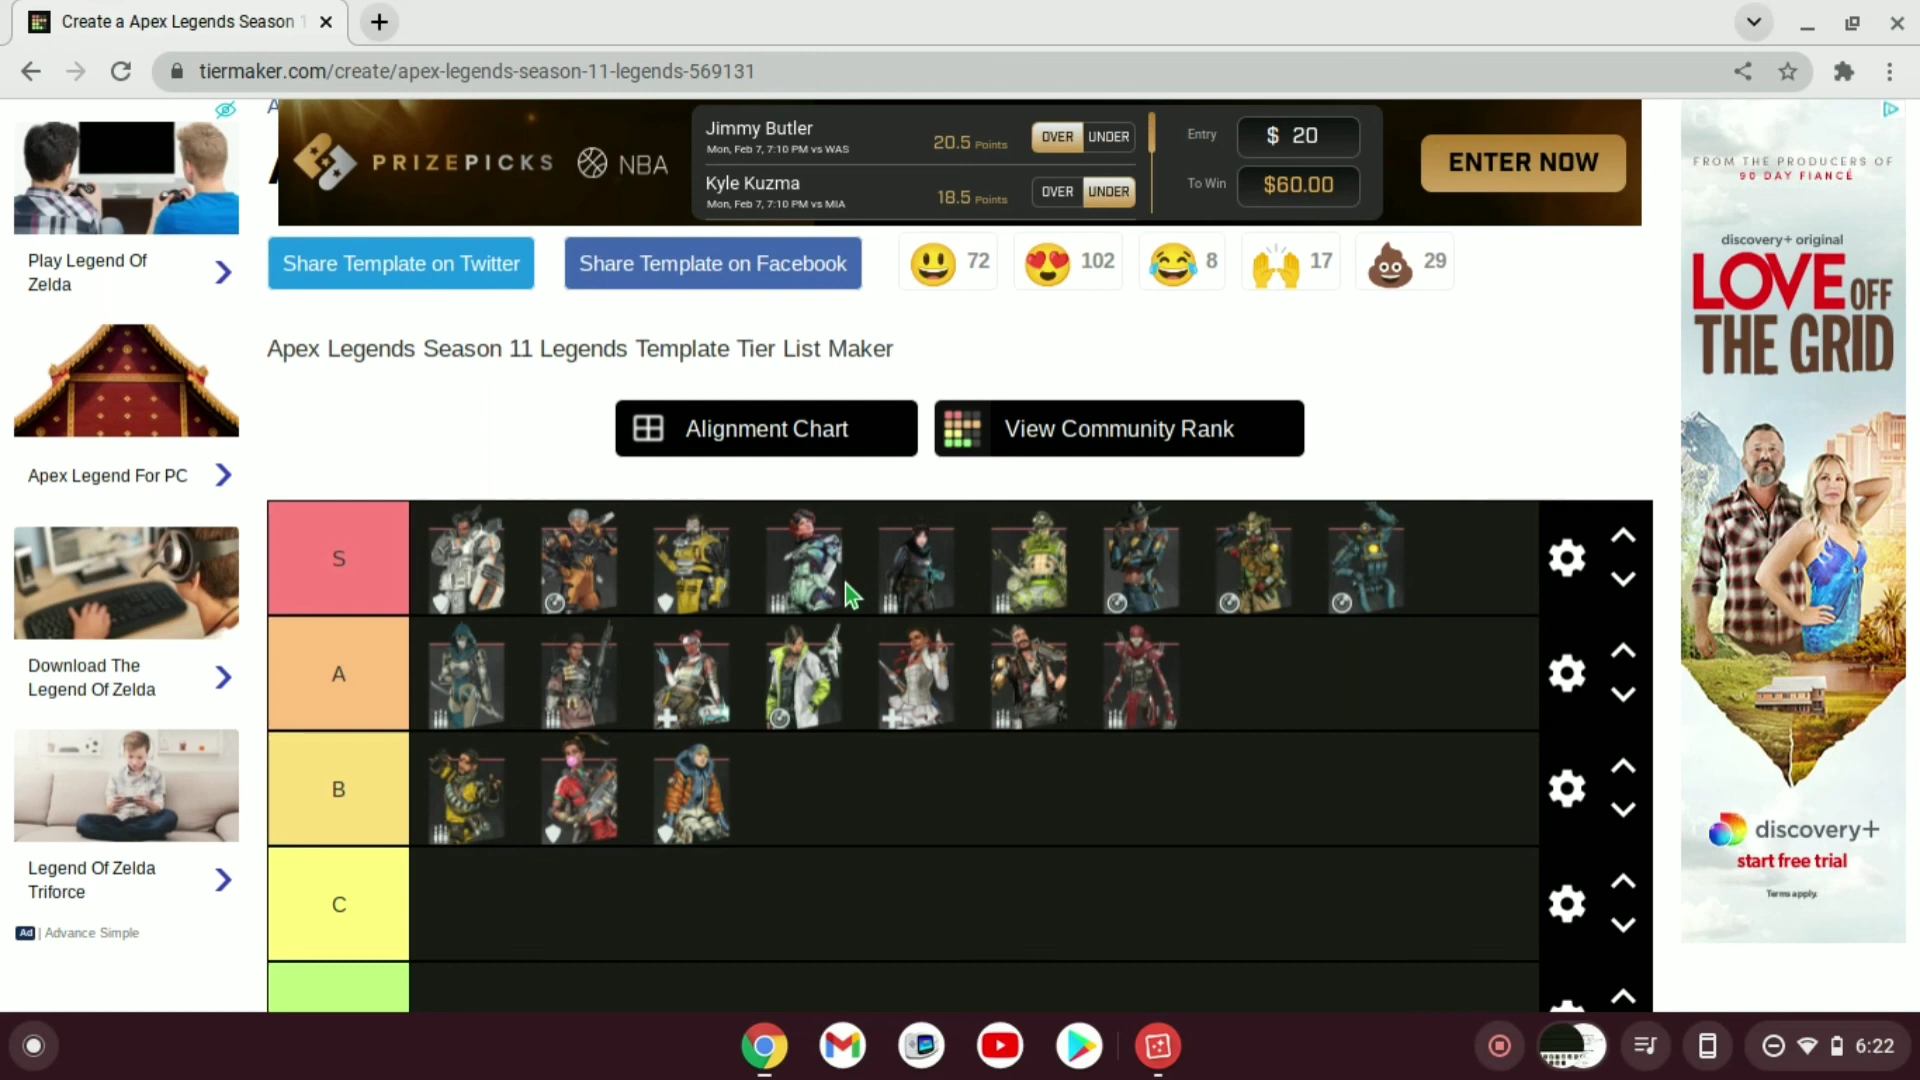 Create a Apex Legends Season 1
tiermaker.com/create/apex-legends-season-11-legends-569131
PRIZEPICKS
NBA
Jimmy Butler
Mon, Feb 7, 7:10 PM vs WAS
20.5 Points
OVER
UNDER
Kyle Kuzma
Mon, Feb 7, 7:10 PM vs MIA
18.5 Points
OVER
UNDER
Entry
$ 20
To Win
$60.00
ENTER NOW
Share Template on Twitter
Share Template on Facebook
72
102
8
17
29
Apex Legends Season 11 Legends Template Tier List Maker
Alignment Chart
View Community Rank
S
A
B
C
Play Legend Of
Zelda
Apex Legend For PC
Download The
Legend Of Zelda
Legend Of Zelda
Triforce
Ad | Advance Simple
FROM THE PRODUCERS OF
90 DAY FIANCÉ
discovery+ original
LOVE OFF
THE GRID
discovery+
start free trial
Terms apply.
6:22